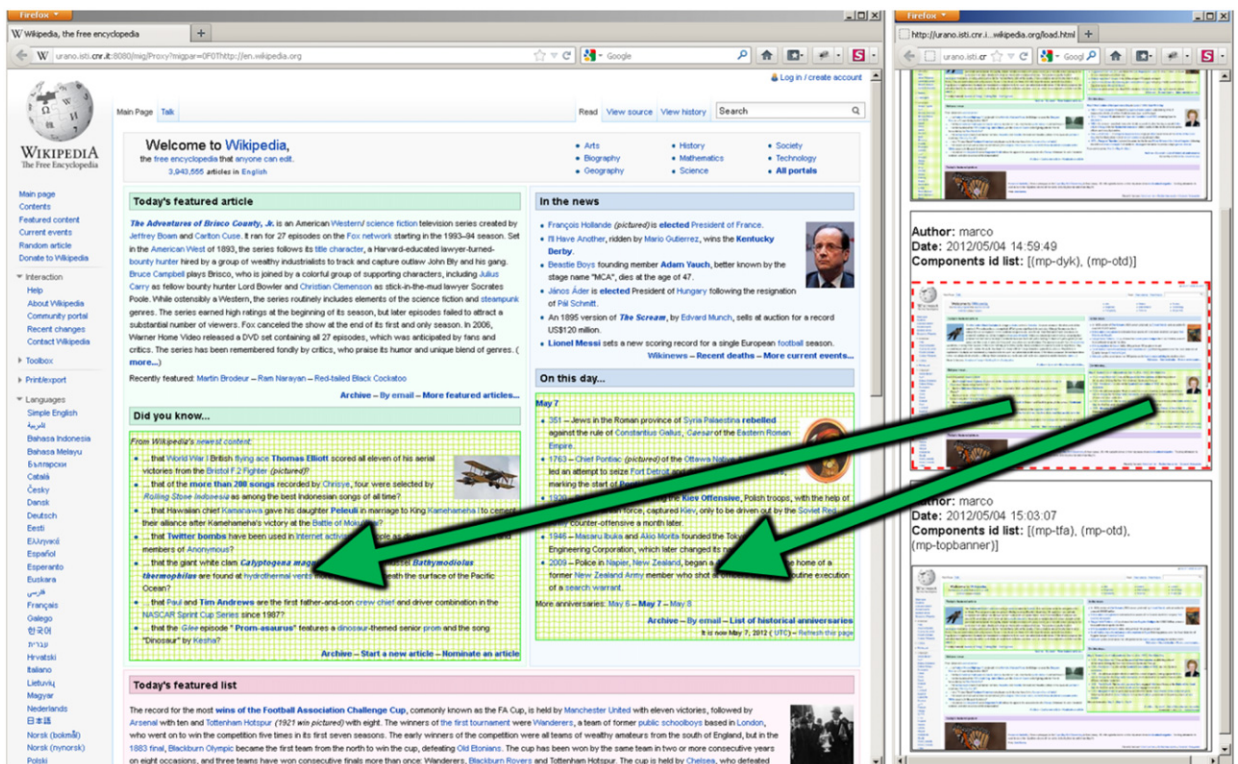 Firefox
Wikipedia, the free encyclopedia
urano.isti.cnr.it:8080/mig/Proxy?migpar=0F0Thttp://en.wikipedia.org
Google
Log in / create account
WIKIPEDIA
The Free Encyclopedia
Main page
Contents
Featured content
Current events
Random article
Donate to Wikipedia
Interaction
Help
About Wikipedia
Community portal
Recent changes
Contact Wikipedia
Toolbox
Print/export
Languages
Simple English
العربية
Bahasa Indonesia
Bahasa Melayu
Български
Català
Česky
Dansk
Deutsch
Eesti
Ελληνικά
Español
Esperanto
Euskara
فارسی
Français
Galego
한국어
עברית
Hrvatski
Italiano
Lietuvių
Magyar
Nederlands
日本語
Norsk (bokmål)
Norsk (nynorsk)
Polski
Main Page Talk
Read View source View history Search
Welcome to Wikipedia,
the free encyclopedia that anyone can edit.
3,943,555 articles in English
Arts
Biography
Geography
History
Mathematics
Science
Society
Technology
All portals
Today's featured article
The Adventures of Brisco County, Jr. is an American Western/ science fiction television series created by
Jeffrey Boam and Carlton Cuse. It ran for 27 episodes on the Fox network starting in the 1993–94 season. Set
in the American West of 1893, the series follows its title character, a Harvard-educated lawyer-turned-
bounty hunter hired by a group of wealthy industrialists to track and capture outlaw John Bly and his gang.
Bruce Campbell plays Brisco, who is joined by a colorful group of supporting characters, including Julius
Carry as fellow bounty hunter Lord Bowler and Christian Clemenson as stick-in-the-mud lawyer Socrates
Poole. While ostensibly a Western, the series routinely includes elements of the science fiction and steampunk
genres. The series earned high ratings at the beginning of its season, but later episodes failed to attract a
substantial number of viewers. Fox canceled the show at the end of its first and only season. In 2006,
Warner Home Video released a DVD set containing all 27 episodes, which was anticipated by fans and
critics. The series has been remembered fondly by critics, who praise its humor and unique blend of genres. (
more...)
Recently featured: Martin Brodeur – Ram Narayan – Red-tailed Black Cockatoo
Archive – By email – More featured articles...
Did you know...
From Wikipedia's newest content:
... that World War I British flying ace Thomas Elliott scored all eleven of his aerial
victories from the Bristol F.2 Fighter (pictured)?
... that of the more than 200 songs recorded by Chrisye, four were selected by
Rolling Stone Indonesia as among the best Indonesian songs of all time?
... that Hawaiian chief Kamanawa gave his daughter Peleuli in marriage to King Kamehameha I to cement
their alliance after Kamehameha's victory at the Battle of
... that Twitter bombs have been used in Internet activism
members of Anonymous?
... that the giant white clam Calyptogena Bathymodiolus
thermophilus are found at hydrothermal vents beneath the surface of the Pacific
Ocean?
... that Paul and Tim Andrews are the first father-and-son crew chief and driver combination in the
NASCAR Sprint Cup Series since 1987?
... that the Glee episode " Prom-asaurus" features a dinosaur-themed prom and the song
"Dinosaur" by Kesha?
Archive – Start a new article – Nominate an article
In the news
François Hollande (pictured) is elected President of France.
I'll Have Another, ridden by Mario Gutierrez, wins the Kentucky
Derby.
Beastie Boys founding member Adam Yauch, better known by the
stage name "MCA", dies at the age of 47.
János Áder is elected President of Hungary following the resignation
of Pál Schmitt.
An 1895 version of The Scream, by Edvard Munch, sells at auction for a record
US$120 million.
Lionel Messi sets a new scoring record for a single European football season.
Wikinews – Recent deaths – More current events...
On this day...
May 7
351 – Jews in the Roman province of Syria Palaestina rebelled
against the rule of Constantius Gallus, Caesar of the Eastern Roman
Empire.
1763 – Chief Pontiac (pictured) of the Ottawa
led an attempt to seize Fort Detroit
marking the start of
the Kiev Offensive, Polish troops, with the help of
force, captured Kiev, only to be driven out by the Soviet Red
counter-offensive a month later.
1946 – Masaru Ibuka and Akio Morita founded the
Engineering Corporation, which later changed its
2009 – Police in Napier, New Zealand, began a home of a
former New Zealand Army member who shot at routine execution
of a search warrant.
More anniversaries: May 6 – May 7 – May 8
Archive – By email – List of historical anniversaries
It is now May 7, 2012 ( UTC) – Refresh this page
Today's featured list
The record for the most wins of the Football Association Challenge Cup, commonly known as the FA Cup, is held by Manchester United with eleven victories, followed by
Arsenal with ten and Tottenham Hotspur (1921 win pictured) with eight. The winners of the first tournament were Wanderers, a team of former public schoolboys based in London,
who went on to win the competition five times in its first seven seasons. The early winners of the competition were all teams of wealthy amateurs from the south of England, but in the
1883 final, Blackburn Olympic became the first team from the north to win the cup, defeating Old Etonians. The cup has been won by the same team in two or more consecutive years
on eight occasions, and three teams have won consecutive finals more than once: Wanderers, Blackburn Rovers and Tottenham Hotspur. The cup is held by Chelsea, who defeated
Firefox
http://urano.isti.cnr.i...wikipedia.org/load.html
urano.isti.cr
Googl
Author: marco
Date: 2012/05/04 14:59:49
Components id list: [(mp-dyk), (mp-otd)]
Author: marco
Date: 2012/05/04 15:03:07
Components id list: [(mp-tfa), (mp-otd),
(mp-topbanner)]